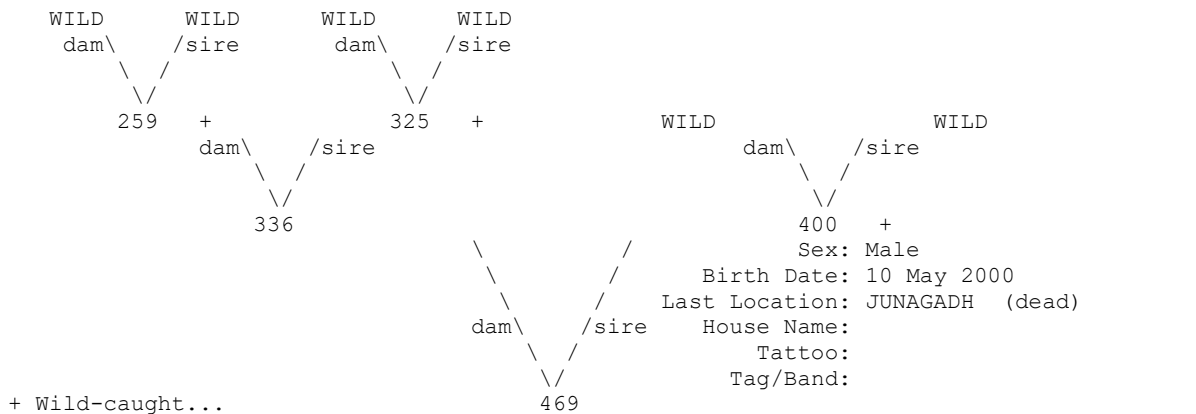 WILD WILD WILD WILD
dam\ /sire dam\ /sire
\ / \ /
\/ \/
259 + 325 + WILD WILD
dam\ /sire dam\ /sire
\ / \ /
\/ \/
336 400 +
\ / Sex: Male
\ / Birth Date: 10 May 2000
\ / Last Location: JUNAGADH (dead)
dam\ /sire House Name:
\ / Tattoo:
\/ Tag/Band:
+ Wild-caught... 469